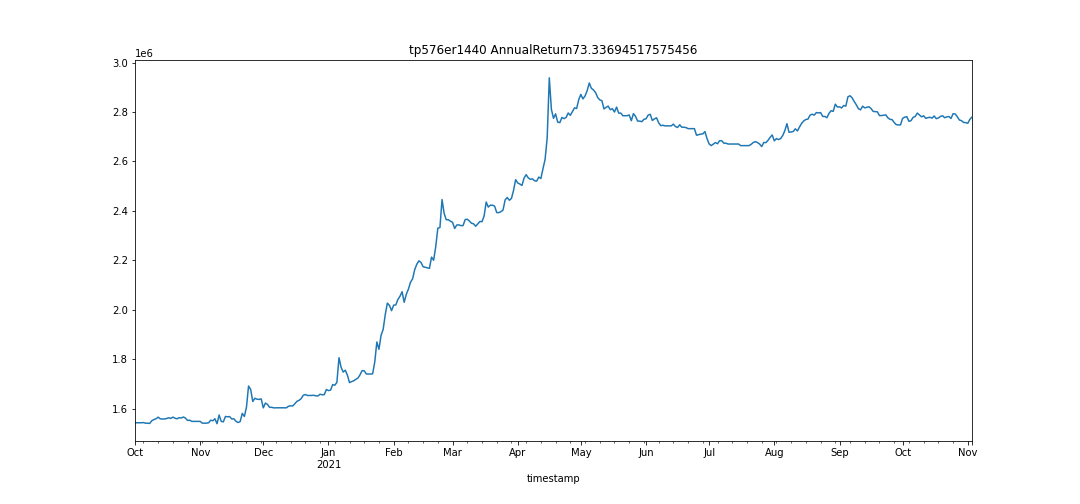 tp576er1440 AnnualReturn73.33694517575456
1e6
3.0
2.8
2.6
2.4
2.2
2.0
1.8
1.6
Oct Nov Dec Jan Feb Mar Apr May Jun Jul Aug Sep Oct Nov
2021
timestamp